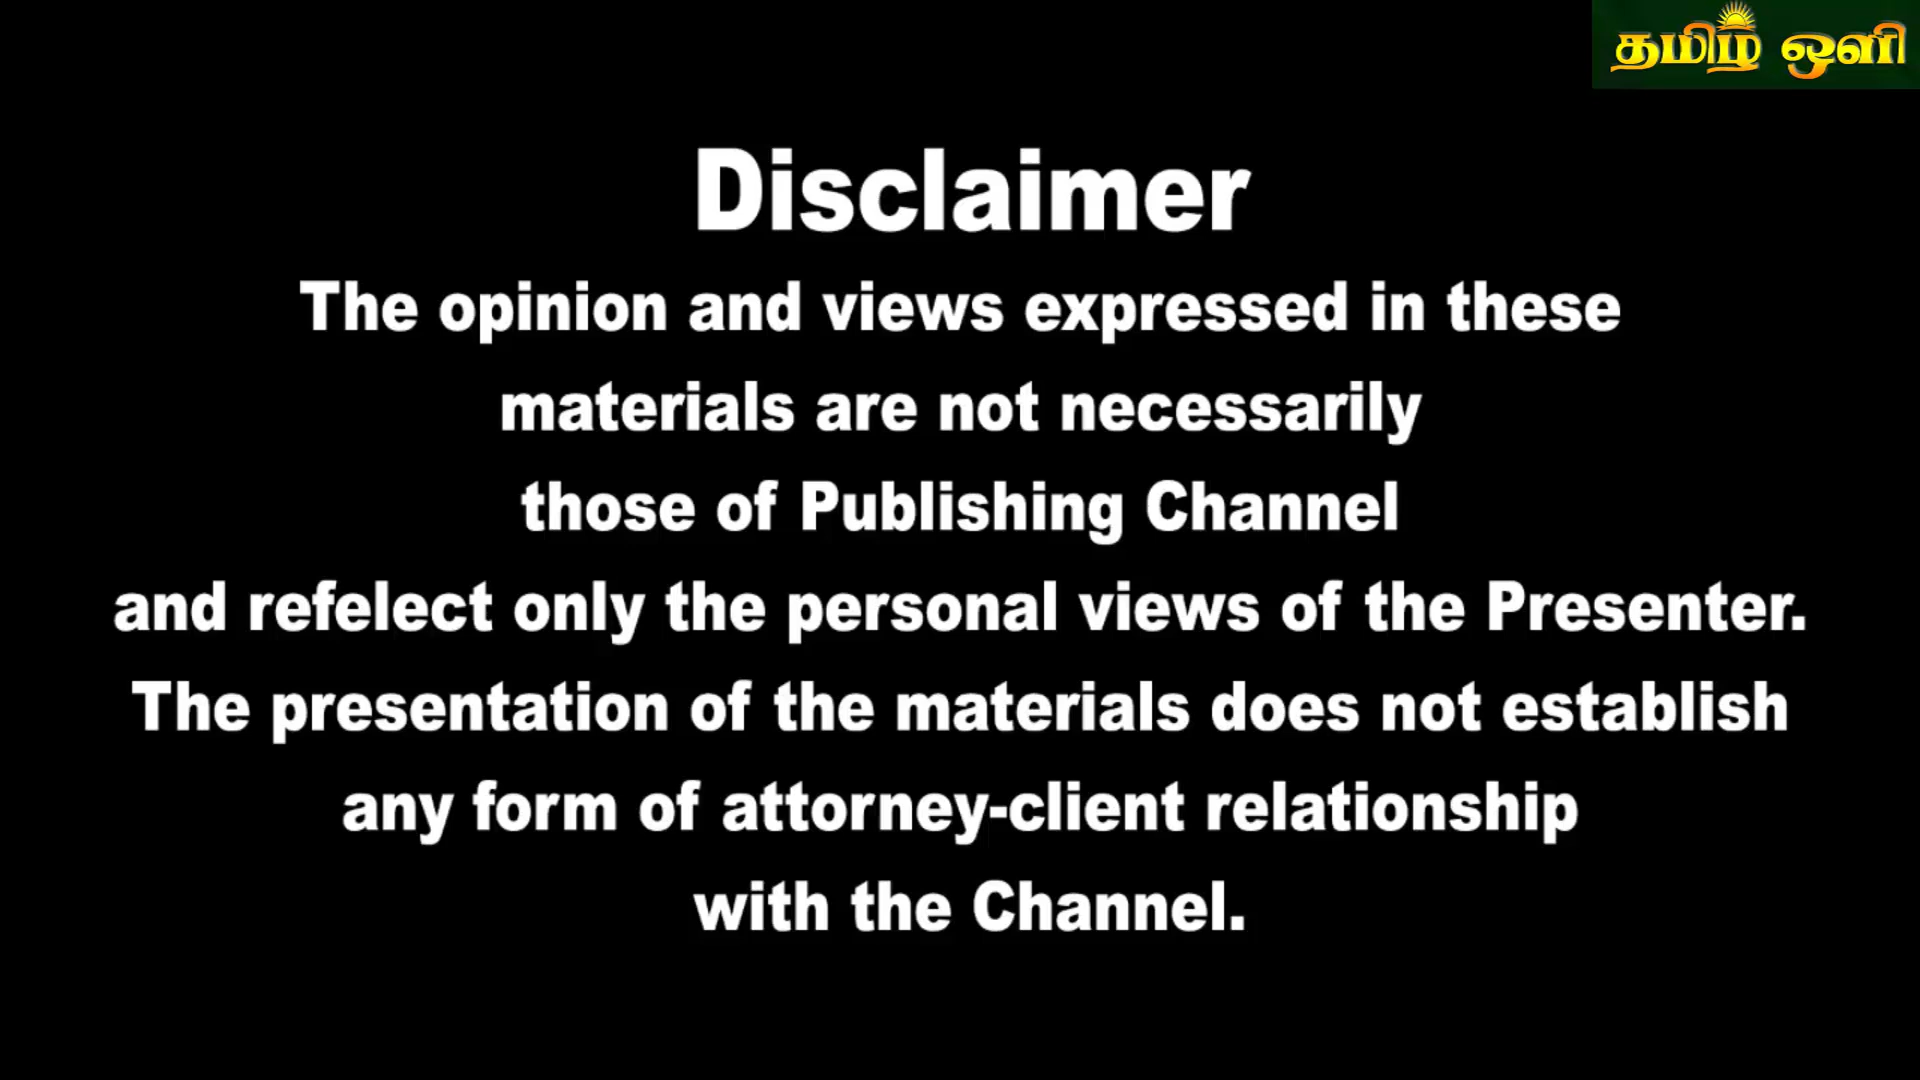 தமிழ் ஒளி
Disclaimer
The opinion and views expressed in these
materials are not necessarily
those of Publishing Channel
and refelect only the personal views of the Presenter.
The presentation of the materials does not establish
any form of attorney-client relationship
with the Channel.